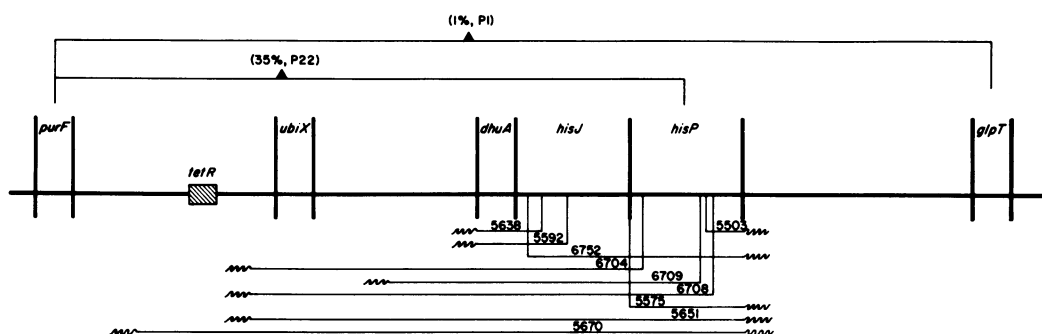 (1%, P1)
(35%, P22)
purF
ubiX
dhuA
hisJ
hisP
glpT
tetR
5638
5503
5592
6752
6704
6709
6708
5575
5651
5670